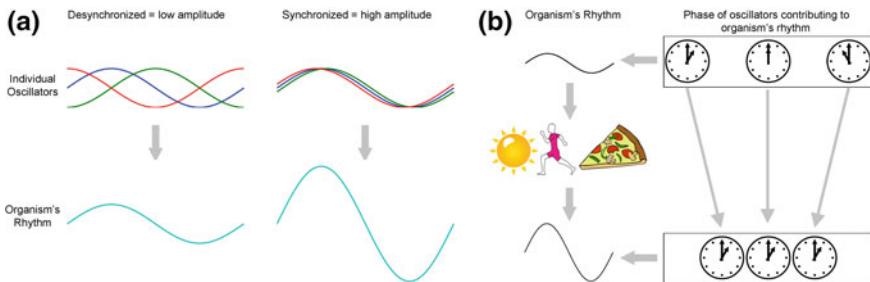 (a)
Desynchronized = low amplitude
Synchronized = high amplitude
Individual
Oscillators
Organism's
Rhythm
(b)
Organism's Rhythm
Phase of oscillators contributing to
organism's rhythm